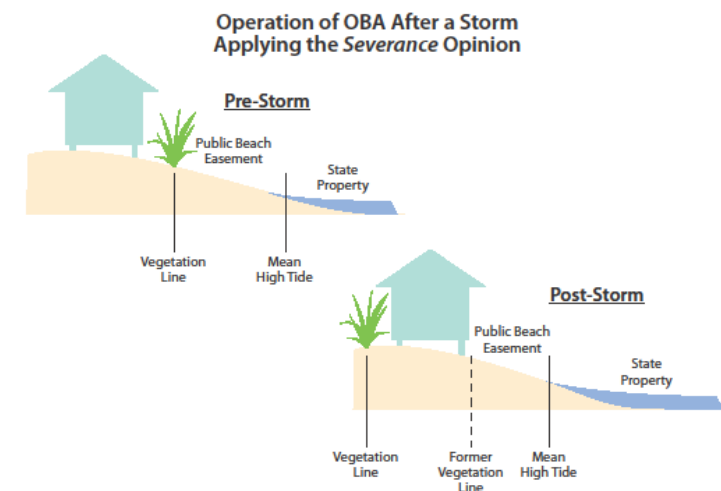 Operation of OBA After a Storm
Applying the Severance Opinion
Pre-Storm
Public Beach
Easement
State
Property
Vegetation
Line
Mean
High Tide
Post-Storm
Public Beach
Easement
State
Property
Vegetation
Line
Former
Vegetation
Line
Mean
High Tide